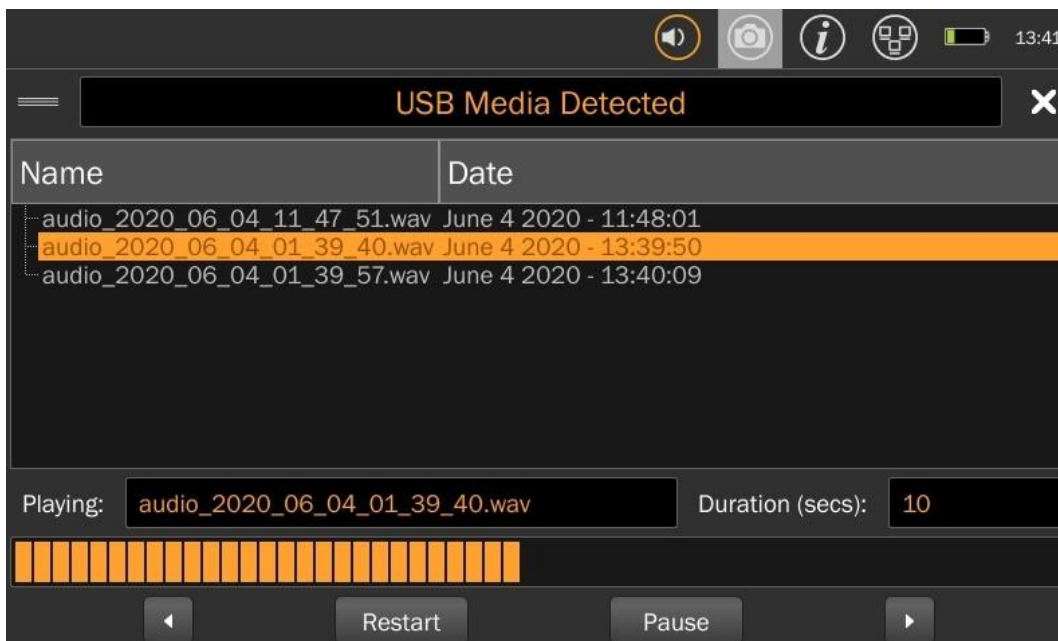 13:41
USB Media Detected
Name Date
audio_2020_06_04_11_47_51.wav June 4 2020 - 11:48:01
audio_2020_06_04_01_39_40.wav June 4 2020 - 13:39:50
audio_2020_06_04_01_39_57.wav June 4 2020 - 13:40:09
Playing: audio_2020_06_04_01_39_40.wav Duration (secs): 10
Restart Pause